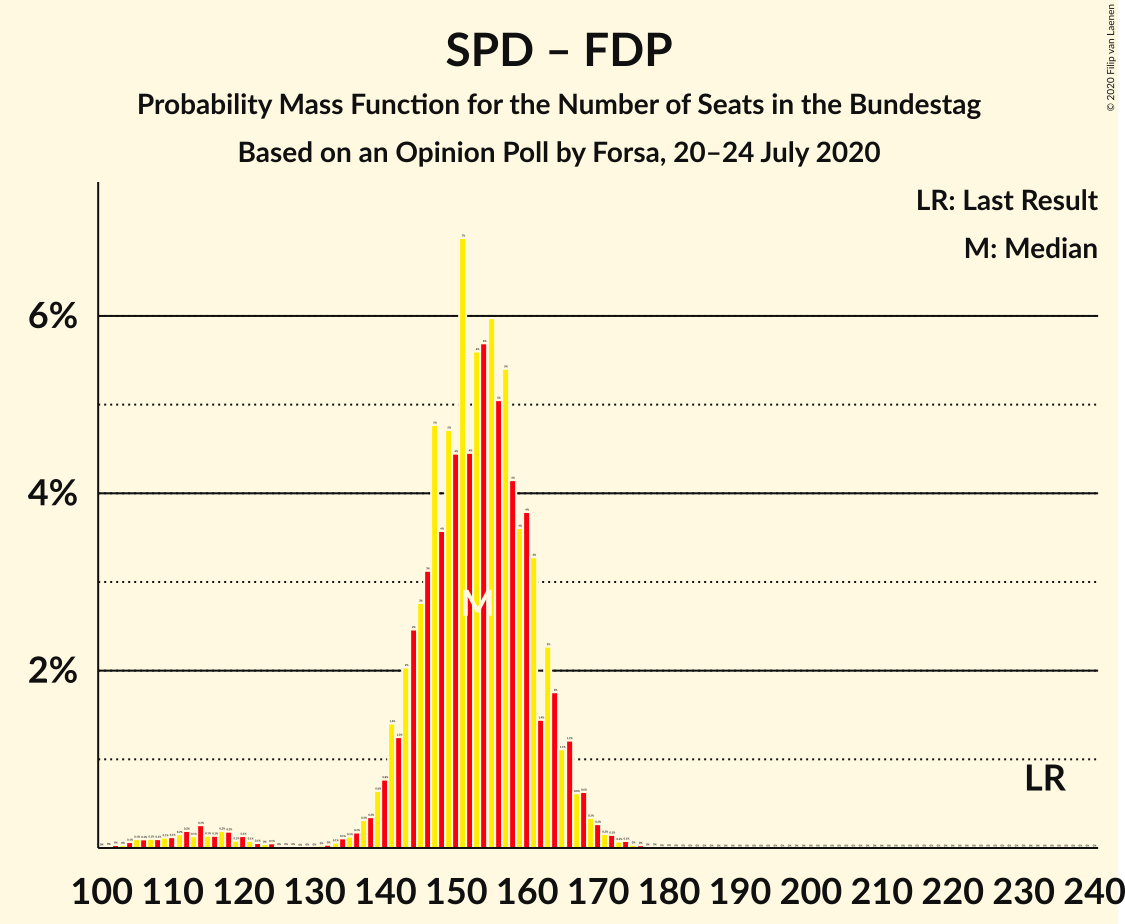 SPD – FDP
Probability Mass Function for the Number of Seats in the Bundestag
Based on an Opinion Poll by Forsa, 20–24 July 2020
© 2020 Filip van Laenen
LR: Last Result
M: Median
6%
4%
2%
M
LR
100 110 120 130 140 150 160 170 180 190 200 210 220 230 240